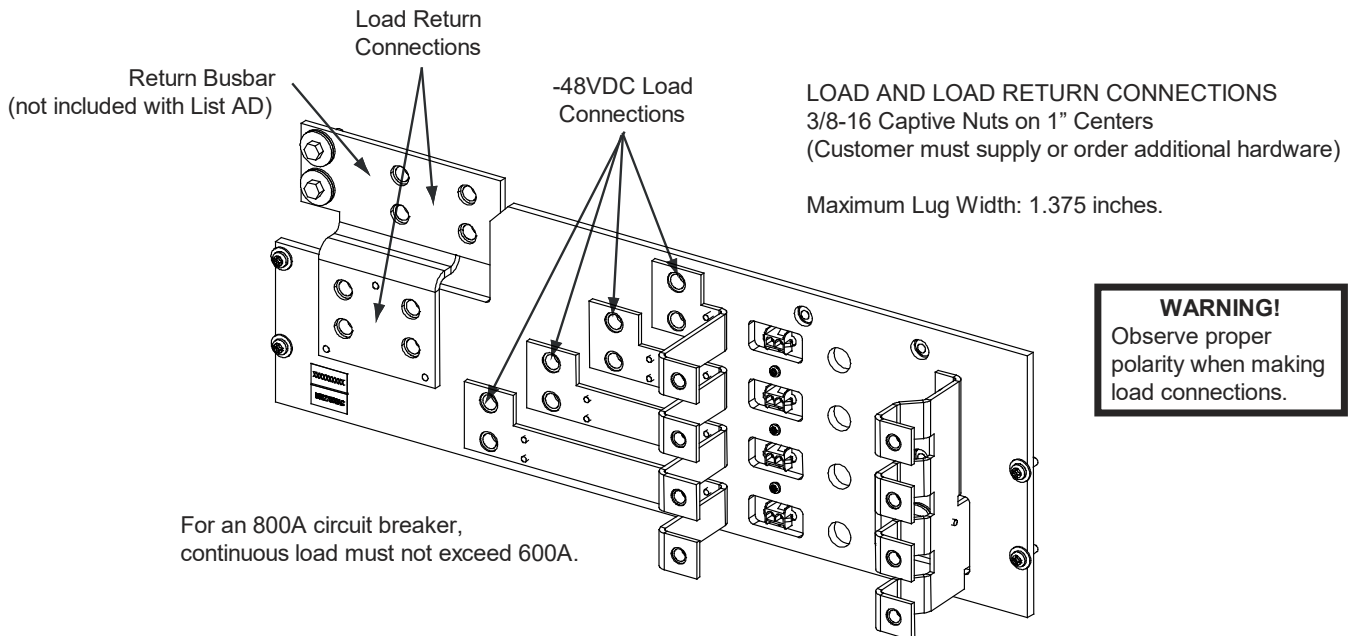 Load Return
Connections
Return Busbar
(not included with List AD)
-48VDC Load
Connections
LOAD AND LOAD RETURN CONNECTIONS
3/8-16 Captive Nuts on 1” Centers
(Customer must supply or order additional hardware)
Maximum Lug Width: 1.375 inches.
WARNING!
Observe proper
polarity when making
load connections.
For an 800A circuit breaker,
continuous load must not exceed 600A.